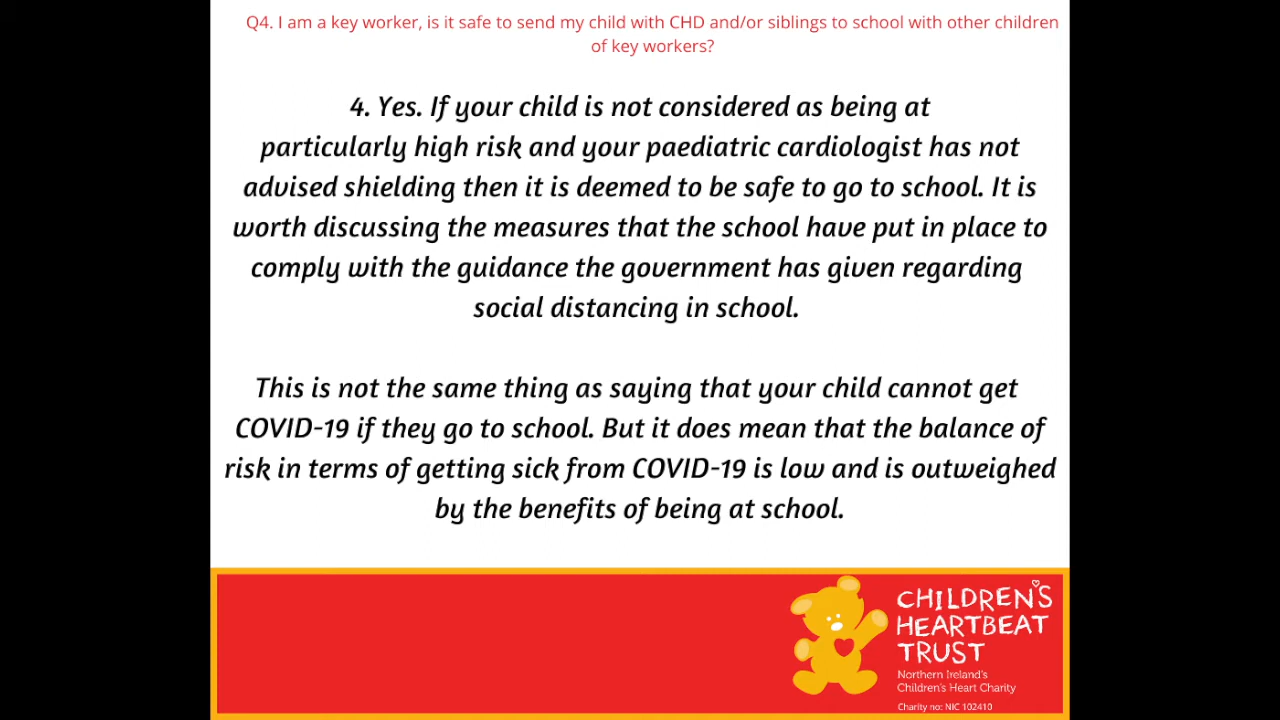 Q4. I am a key worker, is it safe to send my child with CHD and/or siblings to school with other children
of key workers?
4. Yes. If your child is not considered as being at
particularly high risk and your paediatric cardiologist has not
advised shielding then it is deemed to be safe to go to school. It is
worth discussing the measures that the school have put in place to
comply with the guidance the government has given regarding
social distancing in school.
This is not the same thing as saying that your child cannot get
COVID-19 if they go to school. But it does mean that the balance of
risk in terms of getting sick from COVID-19 is low and is outweighed
by the benefits of being at school.
CHILDREN'S
HEARTBEAT
TRUST
Northern Ireland's
Children's Heart Charity
Charity no: NIC 102410